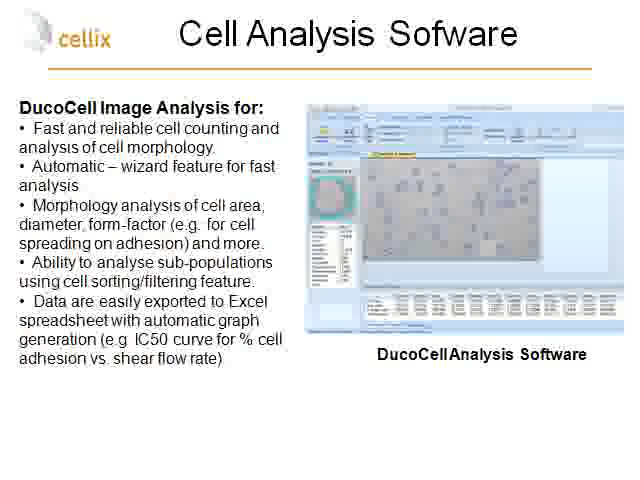 cellix
Cell Analysis Sofware
DucoCell Image Analysis for:
• Fast and reliable cell counting and
analysis of cell morphology.
• Automatic – wizard feature for fast
analysis
• Morphology analysis of cell area,
diameter, form-factor (e.g. for cell
spreading on adhesion) and more.
• Ability to analyse sub-populations
using cell sorting/filtering feature.
• Data are easily exported to Excel
spreadsheet with automatic graph
generation (e.g. IC50 curve for % cell
adhesion vs. shear flow rate)
DucoCell Analysis Software